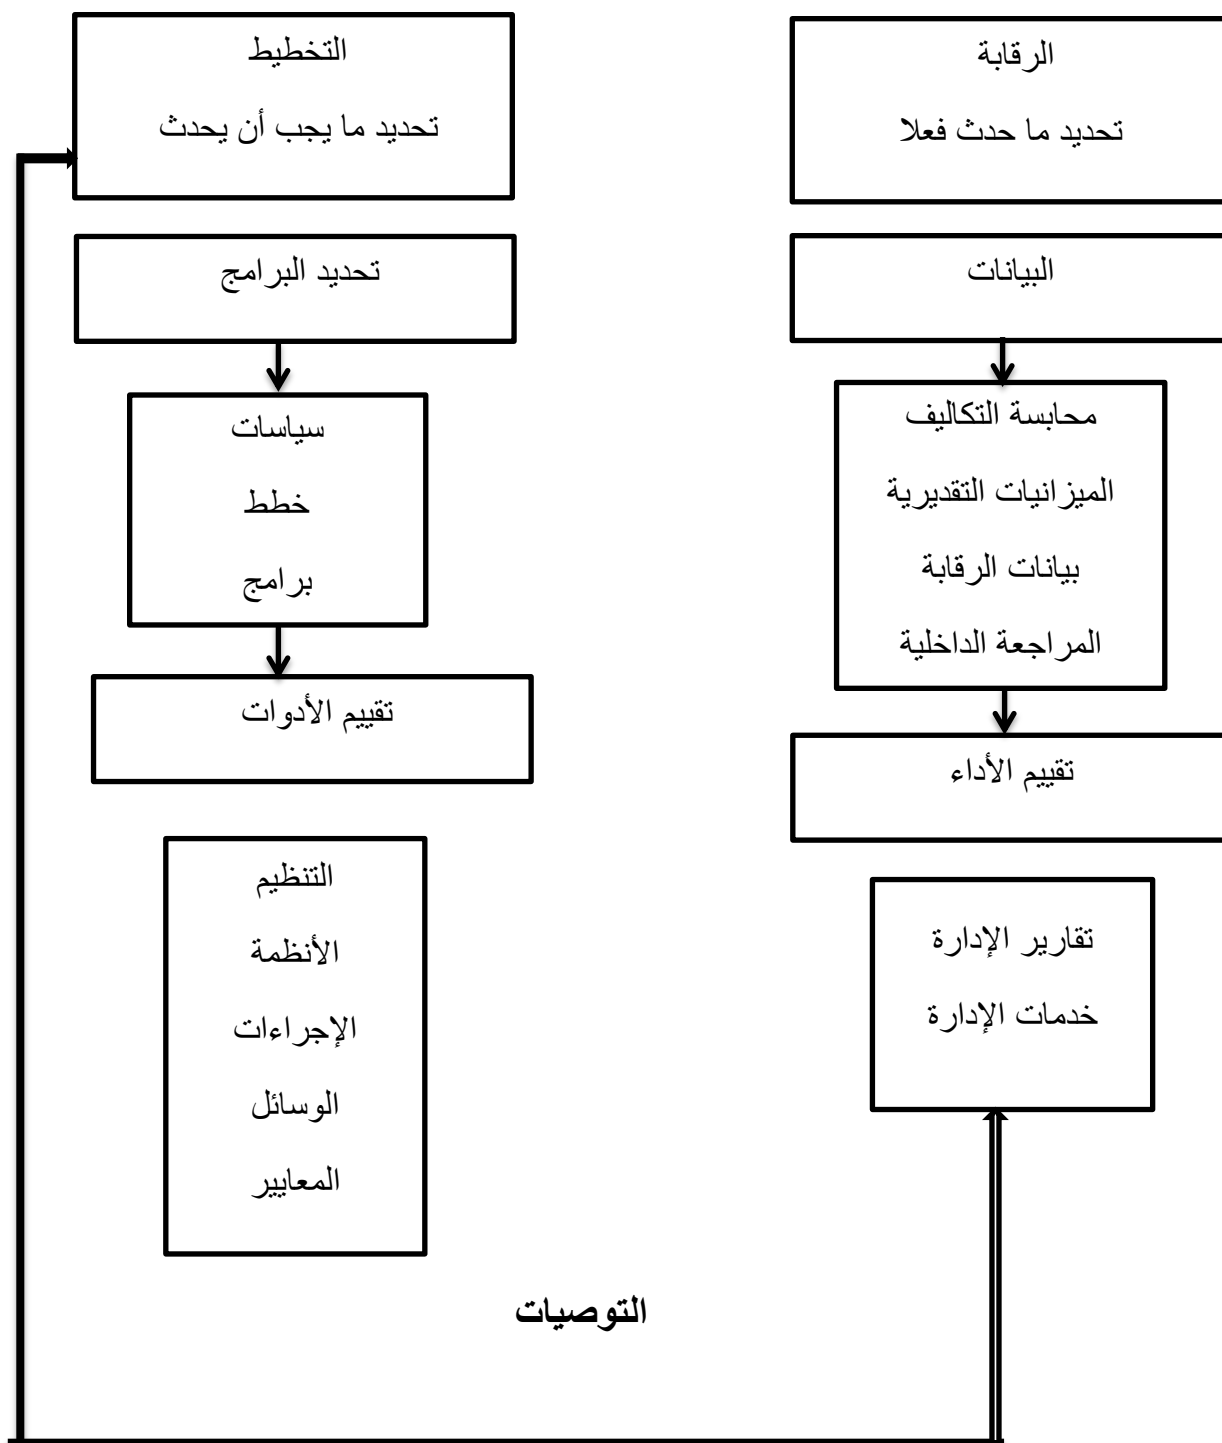 الرقابة
تحديد ما حدث فعلا
البيانات
محابسة التكاليف
الميزانيات التقديرية
بيانات الرقابة
المراجعة الداخلية
تقييم الأداء
تقارير الإدارة
خدمات الإدارة
التخطيط
تحديد ما يجب أن يحدث
تحديد البرامج
سياسات
خطط
برامج
تقييم الأدوات
التنظيم
الأنظمة
الإجراءات
الوسائل
المعايير
التوصيات